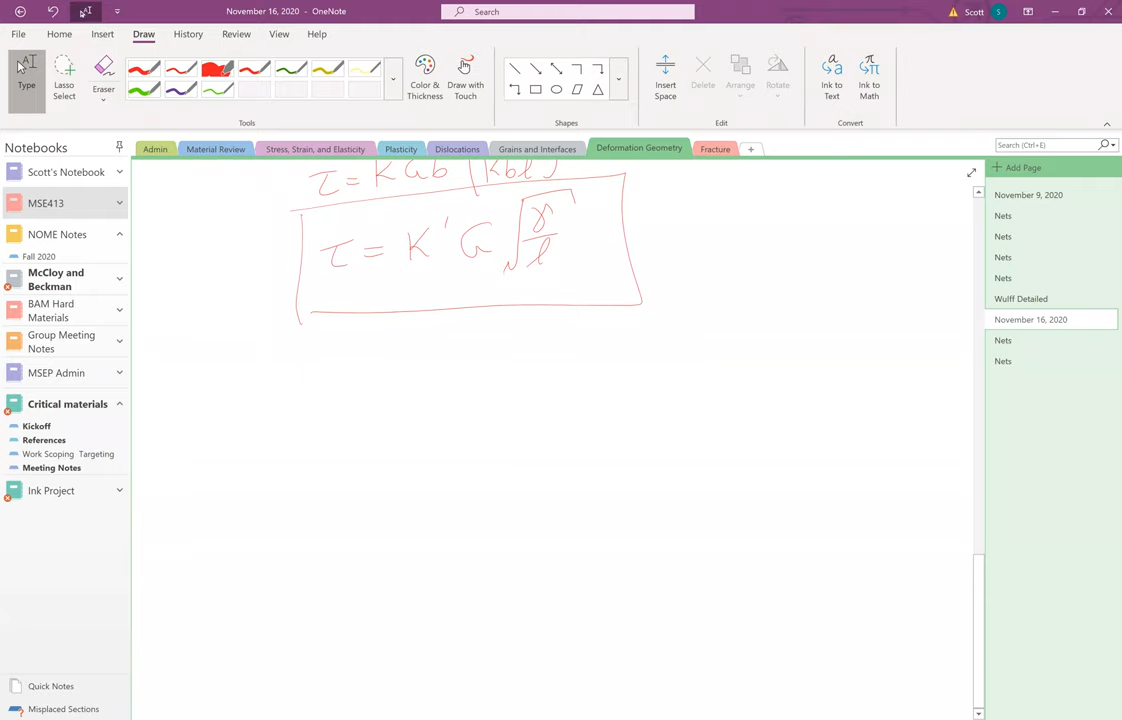 November 16, 2020 - OneNote
Search
Scott
S
File
Home
Insert
Draw
History
Review
View
Help
Type
Lasso
Select
Eraser
Color &
Thickness
Draw with
Touch
Insert
Space
Delete
Arrange
Rotate
Ink to
Text
Ink to
Math
Tools
Shapes
Edit
Convert
Notebooks
Admin
Material Review
Stress, Strain, and Elasticity
Plasticity
Dislocations
Grains and Interfaces
Deformation Geometry
Fracture
Search (Ctrl+E)
Scott's Notebook
MSE413
NOME Notes
Fall 2020
McCloy and
Beckman
BAM Hard
Materials
Group Meeting
Notes
MSEP Admin
Critical materials
Kickoff
References
Work Scoping Targeting
Meeting Notes
Ink Project
Quick Notes
Misplaced Sections
τ = K G b (kbl)
τ = K' G √(γ/l)
Add Page
November 9, 2020
Nets
Nets
Nets
Nets
Wulff Detailed
November 16, 2020
Nets
Nets